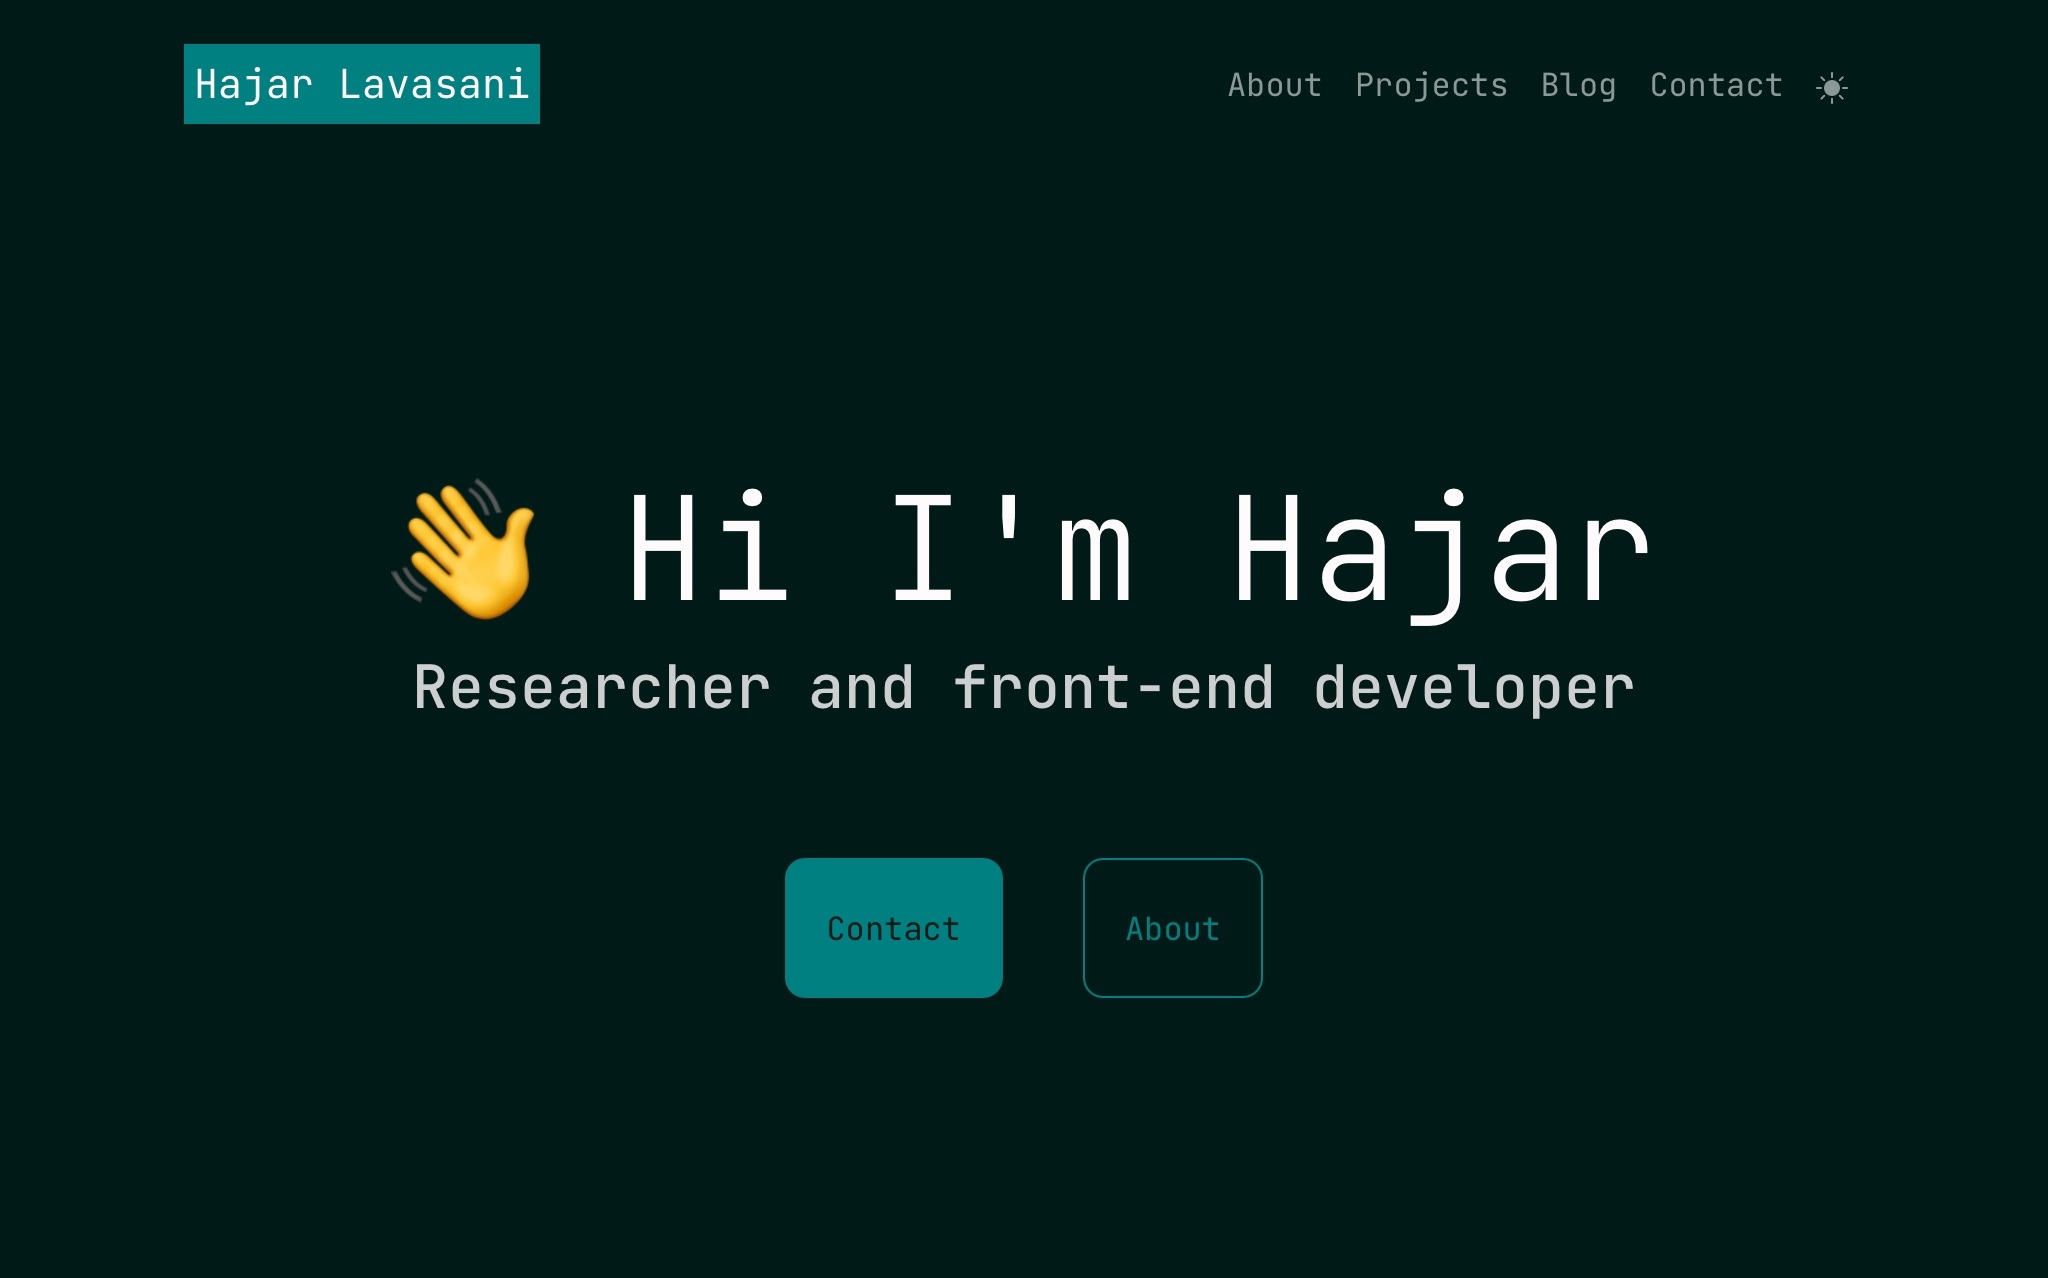 Hajar Lavasani
About Projects Blog Contact
👋 Hi I'm Hajar
Researcher and front-end developer
Contact
About